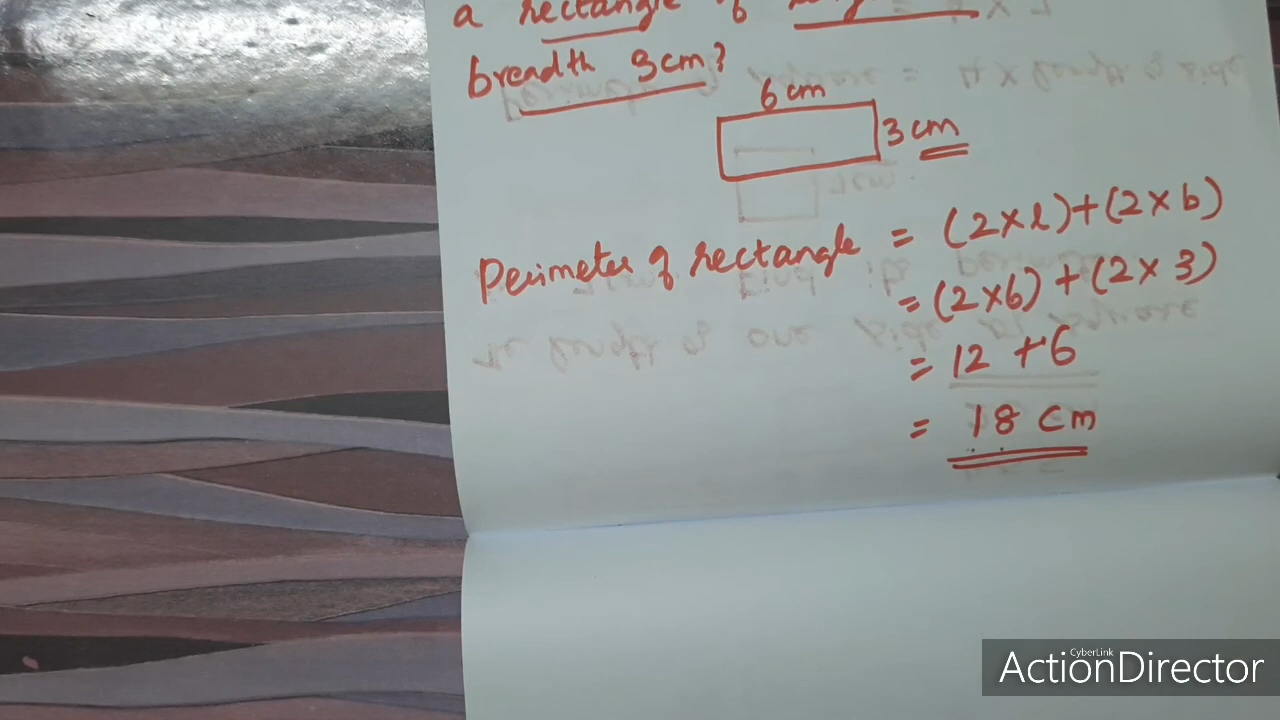 a rectangle of
breadth 3cm?
6 cm
3 cm
Perimeter of rectangle = (2×l)+(2×b)
= (2×6)+(2×3)
= 12 + 6
= 18 cm
CyberLink
ActionDirector